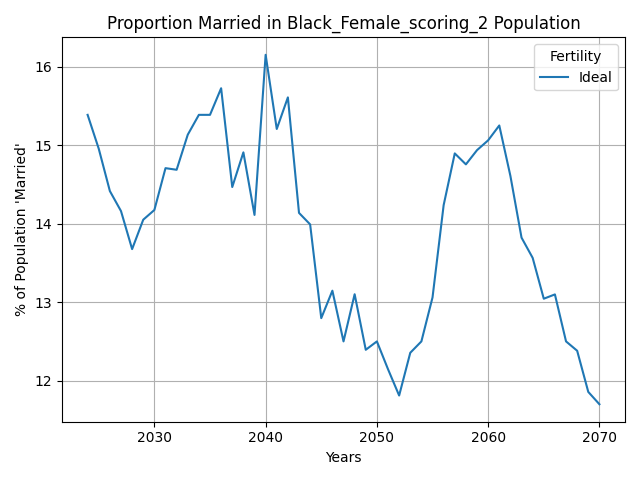 Proportion Married in Black_Female_scoring_2 Population
Fertility
Ideal
% of Population 'Married'
16
15
14
13
12
2030
2040
2050
2060
2070
Years